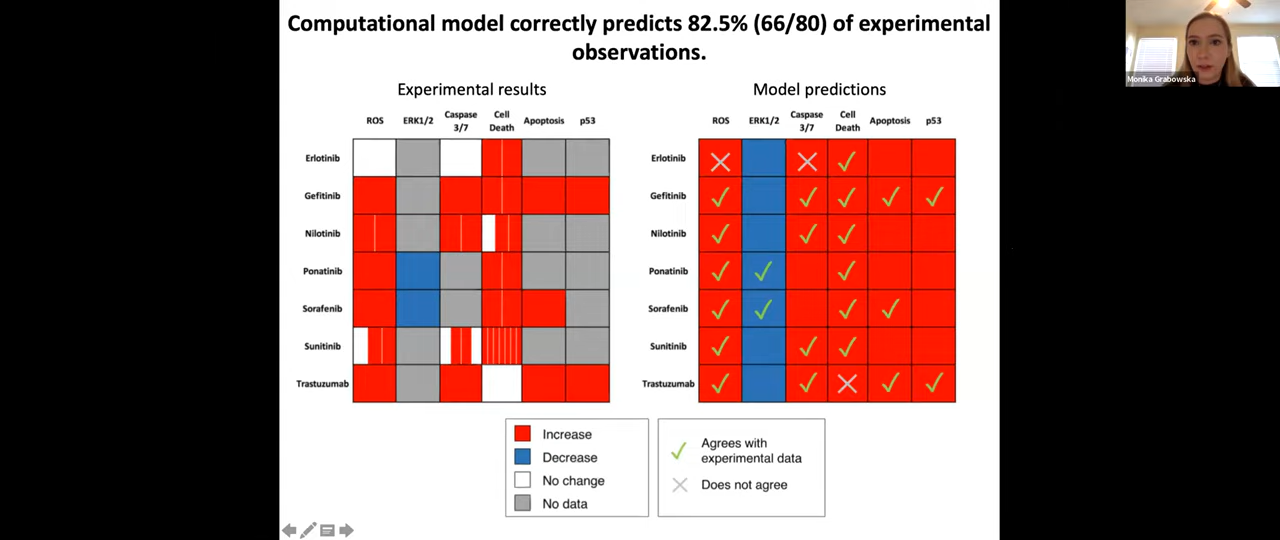 Computational model correctly predicts 82.5% (66/80) of experimental
observations.
Monika Grabowska
Experimental results
Model predictions
ROS ERK1/2 Caspase 3/7 Cell Death Apoptosis p53
ROS ERK1/2 Caspase 3/7 Cell Death Apoptosis p53
Erlotinib
Gefitinib
Nilotinib
Ponatinib
Sorafenib
Sunitinib
Trastuzumab
Erlotinib
Gefitinib
Nilotinib
Ponatinib
Sorafenib
Sunitinib
Trastuzumab
Increase
Decrease
No change
No data
Agrees with
experimental data
Does not agree